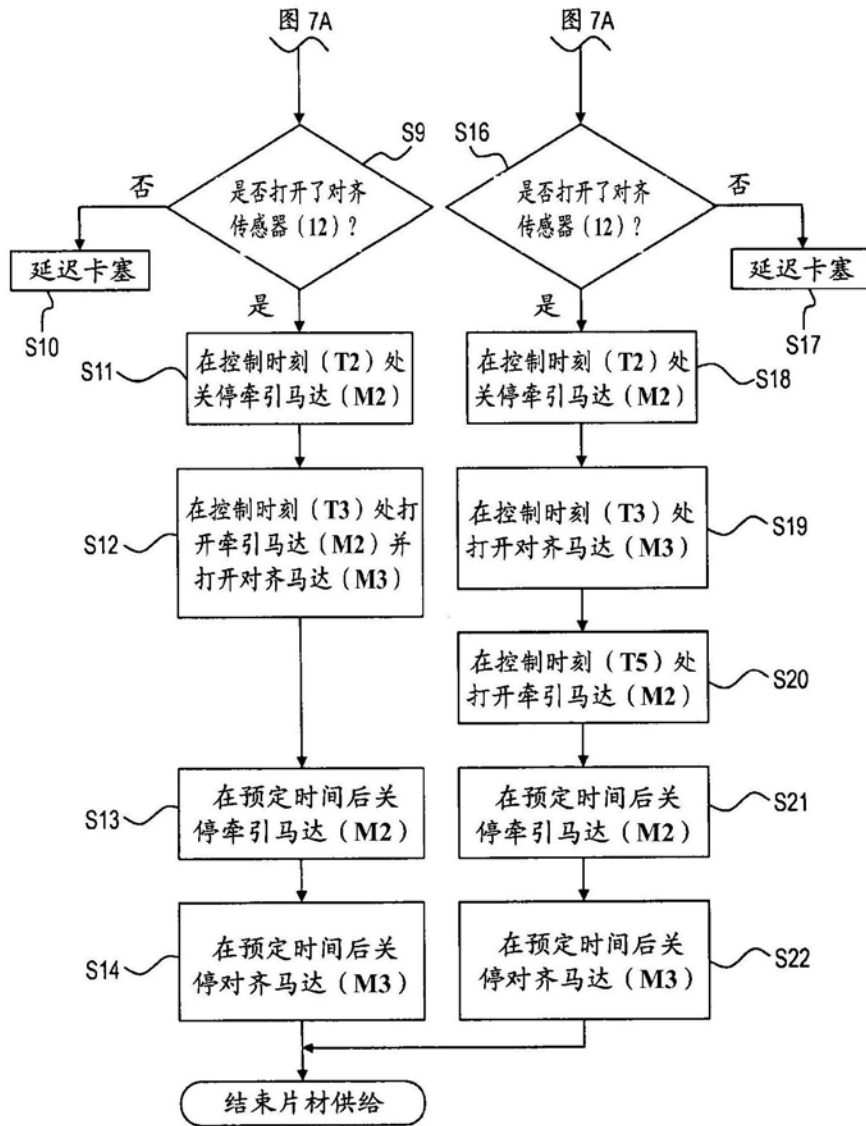 图 7A
图 7A
S9
S16
是否打开了对齐
传感器(12)?
是否打开了对齐
传感器(12)?
否
否
延迟卡塞
延迟卡塞
S10
S17
是
是
S11
在控制时刻(T2)处
关停牵引马达(M2)
在控制时刻(T2)处
关停牵引马达(M2)
S18
S12
在控制时刻(T3)处打
开牵引马达(M2)并
打开对齐马达(M3)
在控制时刻(T3)处
打开对齐马达(M3)
S19
在控制时刻(T5)处
打开牵引马达(M2)
S20
S13
在预定时间后关
停牵引马达(M2)
在预定时间后关
停牵引马达(M2)
S21
S14
在预定时间后关
停对齐马达(M3)
在预定时间后关
停对齐马达(M3)
S22
结束片材供给